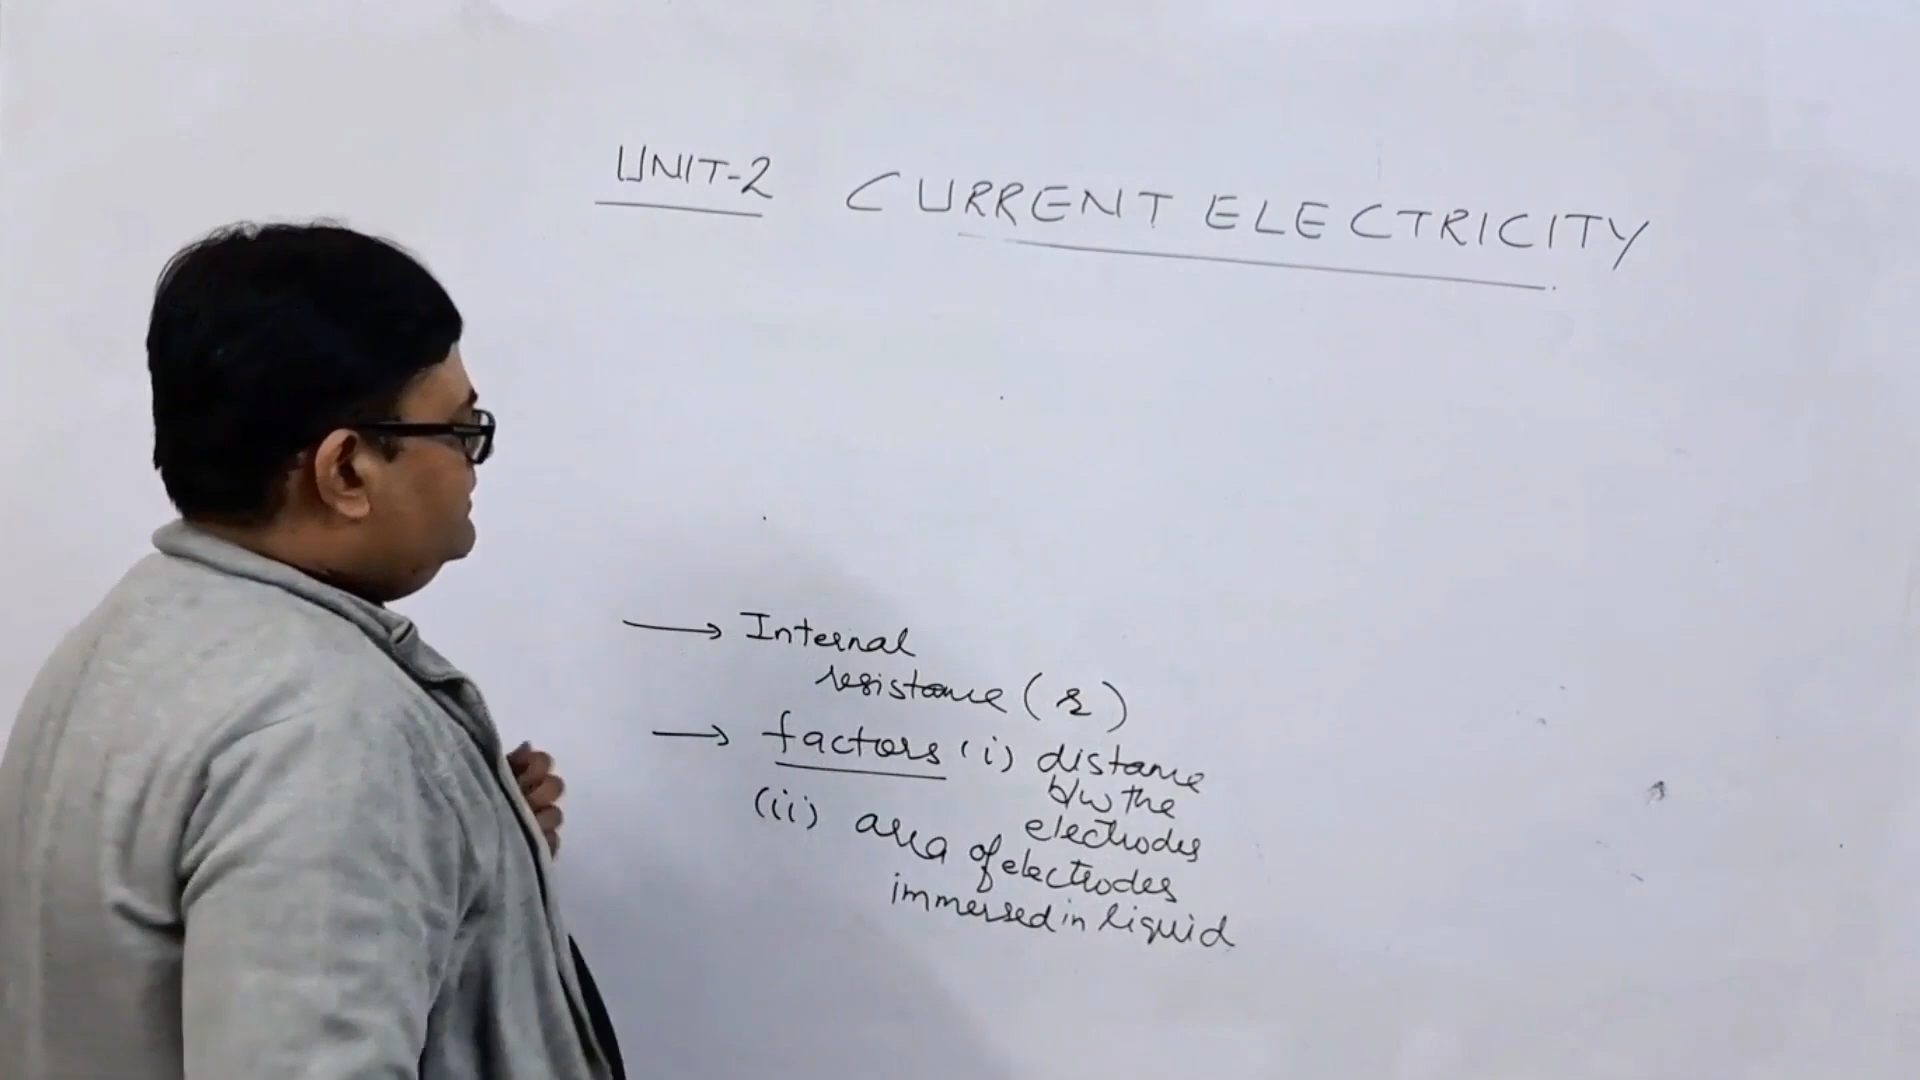 UNIT-2 CURRENT ELECTRICITY
→ Internal
resistance (r)
→ factors (i) distance
b/w the
electrodes
(ii) area of electrodes
immersed in liquid